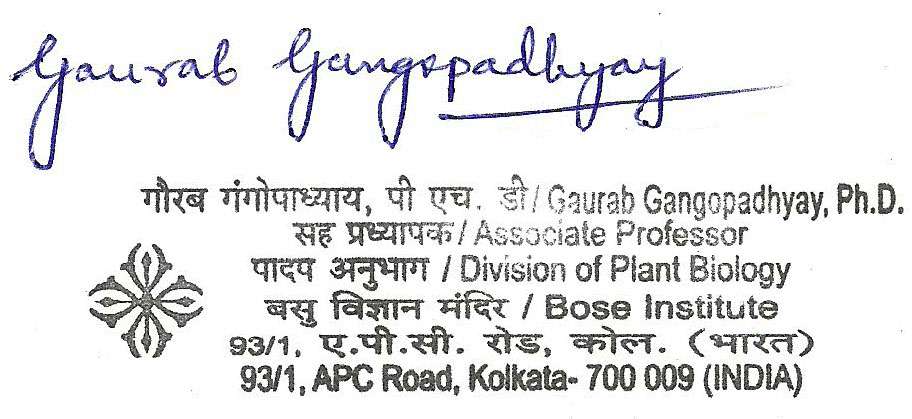 Gaurab Gangopadhyay
गौरब गंगोपाध्याय, पी एच. डी/ Gaurab Gangopadhyay, Ph.D.
सह प्रध्यापक/ Associate Professor
पादप अनुभाग / Division of Plant Biology
बसु विज्ञान मंदिर / Bose Institute
93/1, ए.पी.सी. रोड, कोल. (भारत)
93/1, APC Road, Kolkata- 700 009 (INDIA)